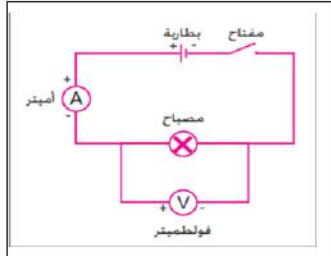 مفتاح
بطارية
+ -
+
A
أميتر
-
مصباح
+ V -
فولطميتر